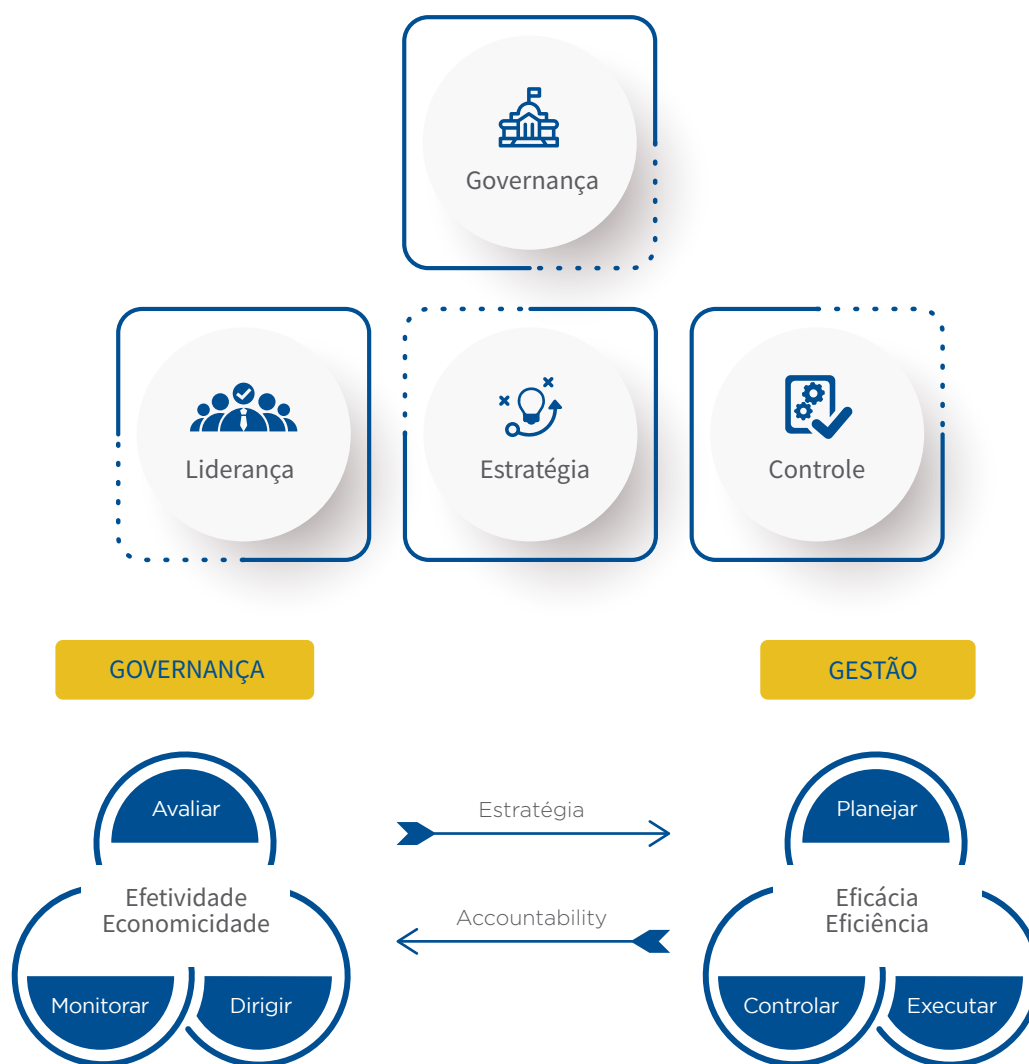 Governança
Liderança
Estratégia
Controle
GOVERNANÇA
GESTÃO
Avaliar
Efetividade
Economicidade
Monitorar
Dirigir
Estratégia
Accountability
Planejar
Eficácia
Eficiência
Controlar
Executar